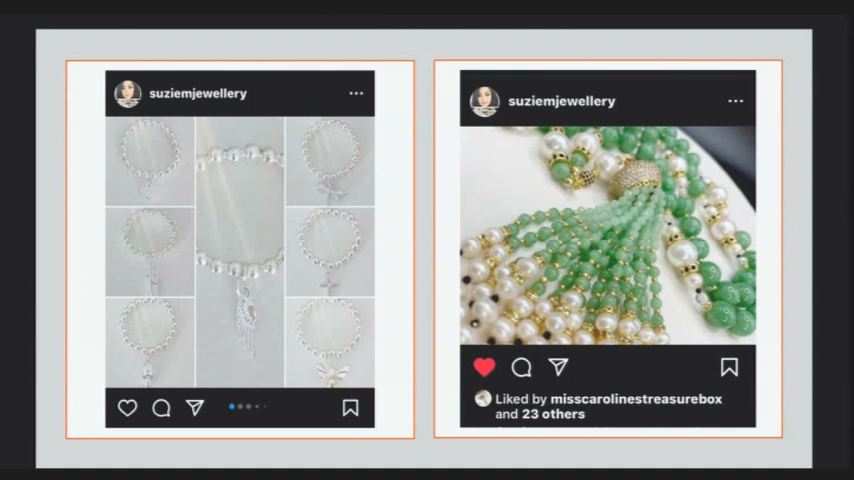 suziemjewellery
suziemjewellery
Liked by misscarolinestreasurebox
and 23 others